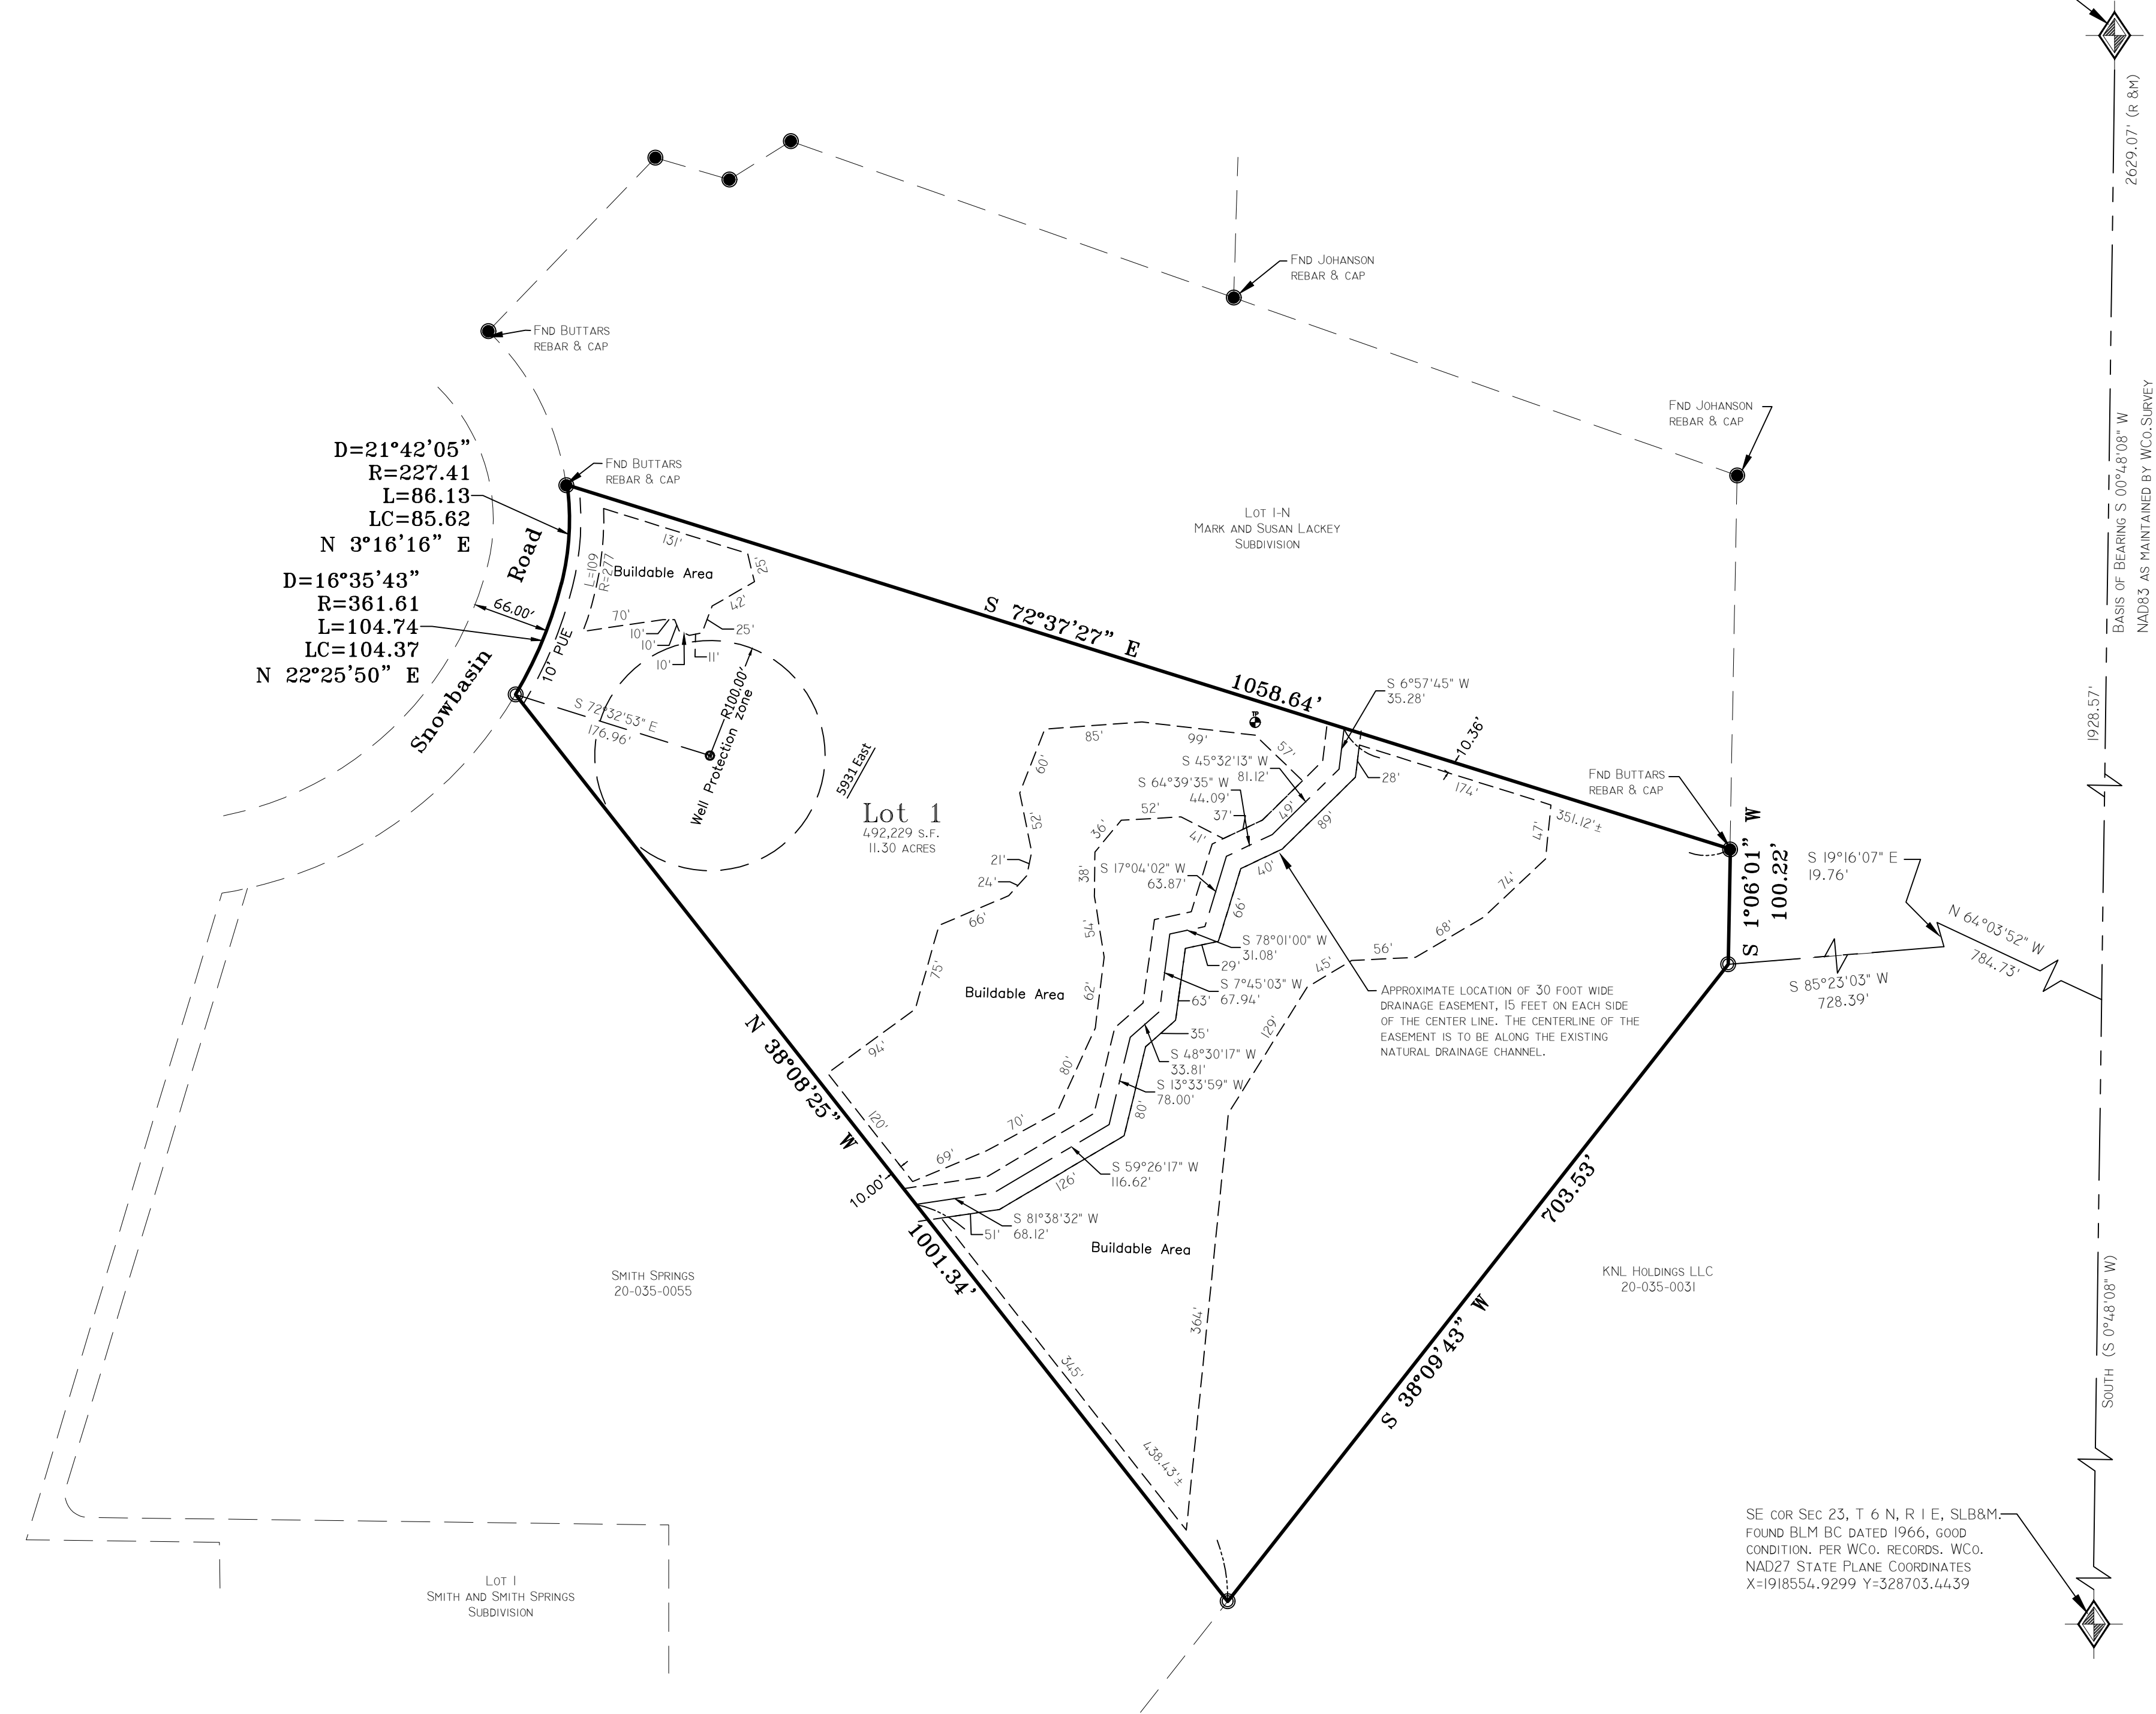 2629.07' (R &M)
BASIS OF BEARING S 00°48'08" W
NAD83 AS MAINTAINED BY WCO.SURVEY
1928.57'
SOUTH (S 0°48'08" W)
FND JOHANSON
REBAR & CAP
FND BUTTARS
REBAR & CAP
FND JOHANSON
REBAR & CAP
D=21°42'05"
R=227.41
L=86.13
LC=85.62
N 3°16'16" E
FND BUTTARS
REBAR & CAP
D=16°35'43"
R=361.61
L=104.74
LC=104.37
N 22°25'50" E
Snowbasin Road
66.00'
10' PUE
LOT 1-N
MARK AND SUSAN LACKEY
SUBDIVISION
131'
25'
L=109
R=277
Buildable Area
42'
70'
25'
10'
10'
10'
11'
S 72°37'27" E
1058.64'
S 72°32'53" E
176.96'
R100.00'
Well Protection zone
5931 East
Lot 1
492,229 S.F.
11.30 ACRES
TP
S 6°57'45" W
35.28'
10.36'
85'
99'
57'
60'
S 45°32'13" W
81.12'
28'
174'
351.12'±
FND BUTTARS
REBAR & CAP
S 64°39'35" W
44.09'
37'
49'
89'
52'
36'
41'
52'
47'
40'
S 1°06'01" W
100.22'
S 19°16'07" E
19.76'
21'
24'
38'
S 17°04'02" W
63.87'
66'
74'
66'
54'
68'
N 64°03'52" W
784.73'
S 78°01'00" W
31.08'
29'
56'
45'
75'
S 85°23'03" W
728.39'
Buildable Area
62'
S 7°45'03" W
67.94'
63'
APPROXIMATE LOCATION OF 30 FOOT WIDE
DRAINAGE EASEMENT, 15 FEET ON EACH SIDE
OF THE CENTER LINE. THE CENTERLINE OF THE
EASEMENT IS TO BE ALONG THE EXISTING
NATURAL DRAINAGE CHANNEL.
35'
129'
94'
S 48°30'17" W
33.81'
80'
S 13°33'59" W
78.00'
N 38°08'25" W
120'
70'
80'
69'
S 59°26'17" W
116.62'
126'
10.00'
S 81°38'32" W
68.12'
51'
1001.34'
Buildable Area
703.53'
SMITH SPRINGS
20-035-0055
KNL HOLDINGS LLC
20-035-0031
364'
345'
S 38°09'43" W
438.43'±
SE COR SEC 23, T 6 N, R 1 E, SLB&M.
FOUND BLM BC DATED 1966, GOOD
CONDITION. PER WCO. RECORDS. WCO.
NAD27 STATE PLANE COORDINATES
X=1918554.9299 Y=328703.4439
LOT 1
SMITH AND SMITH SPRINGS
SUBDIVISION